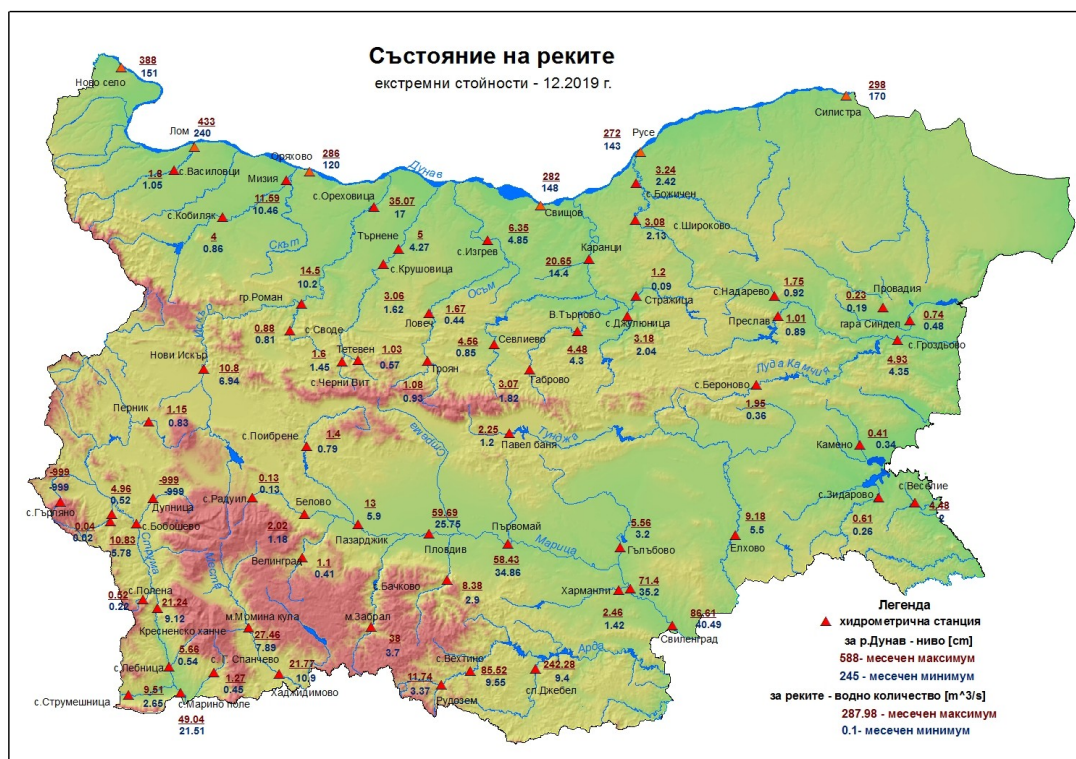 Състояние на реките
екстремни стойности - 12.2019 г.
388
151
Ново село
298
170
Силистра
433
240
Лом
272
143
Русе
286
120
Оряхово
Дунав
282
148
Свищов
с.Василовци
1.6
1.05
Мизия
11.59
10.46
с.Ореховица
35.07
17
3.24
2.42
с.Божичен
с.Кобиляк
4
0.86
Скът
Търнене
5
4.27
с.Крушовица
6.35
4.85
с.Изгрев
3.08
2.13
с.Широково
Каранци
20.65
14.4
14.5
10.2
гр.Роман
3.06
1.62
Осъм
1.67
0.44
Ловеч
1.2
0.09
Стражица
с.Надарево
1.75
0.92
Провадия
0.23
0.19
Искър
0.88
0.81
с.Своде
В.Търново
с.Джулюница
Преслав
1.01
0.89
гара Синдел
0.74
0.48
с.Гроздьово
4.93
4.35
Нови Искър
10.8
6.94
Тетевен
1.6
1.45
с.Черни Вит
1.03
0.57
1.08
0.93
Троян
Севлиево
4.56
0.85
4.48
4.3
3.18
2.04
3.07
1.82
Габрово
Луда Камчия
с.Бероново
1.95
0.36
Перник
1.15
0.83
с.Поибрене
1.4
0.79
Стряма
2.25
1.2
Павел баня
Тунджа
Камено
0.41
0.34
-999
-999
с.Гърляно
4.96
0.52
-999
-999
Дупница
с.Радуил
0.13
0.13
Белово
с.Зидарово
с.Веселие
4.48
2
0.04
0.02
10.83
5.78
с.Бобошево
2.02
1.18
13
5.9
Пазарджик
59.69
25.75
Пловдив
Първомай
58.43
34.86
Марица
5.56
3.2
Гълъбово
9.18
5.5
Елхово
0.61
0.26
Струма
Места
Велинград
1.1
0.41
с.Бачково
8.38
2.9
Харманли
71.4
35.2
2.46
1.42
с.Полена
0.52
0.22
21.24
9.12
Кресненско ханче
м.Момина кула
27.46
7.89
м.Забрал
38
3.7
86.61
40.49
Свиленград
с.Лебница
5.66
0.54
с. Г. Спанчево
1.27
0.45
21.77
10.9
Хаджидимово
с.Вехтино
85.52
9.55
Арда
242.28
9.4
сл.Джебел
11.74
3.37
Рудозем
с.Струмешница
9.51
2.65
с.Марино поле
49.04
21.51
Легенда
хидрометрична станция
за р.Дунав - ниво [cm]
588- месечен максимум
245 - месечен минимум
за реките - водно количество [m^3/s]
287.98 - месечен максимум
0.1- месечен минимум